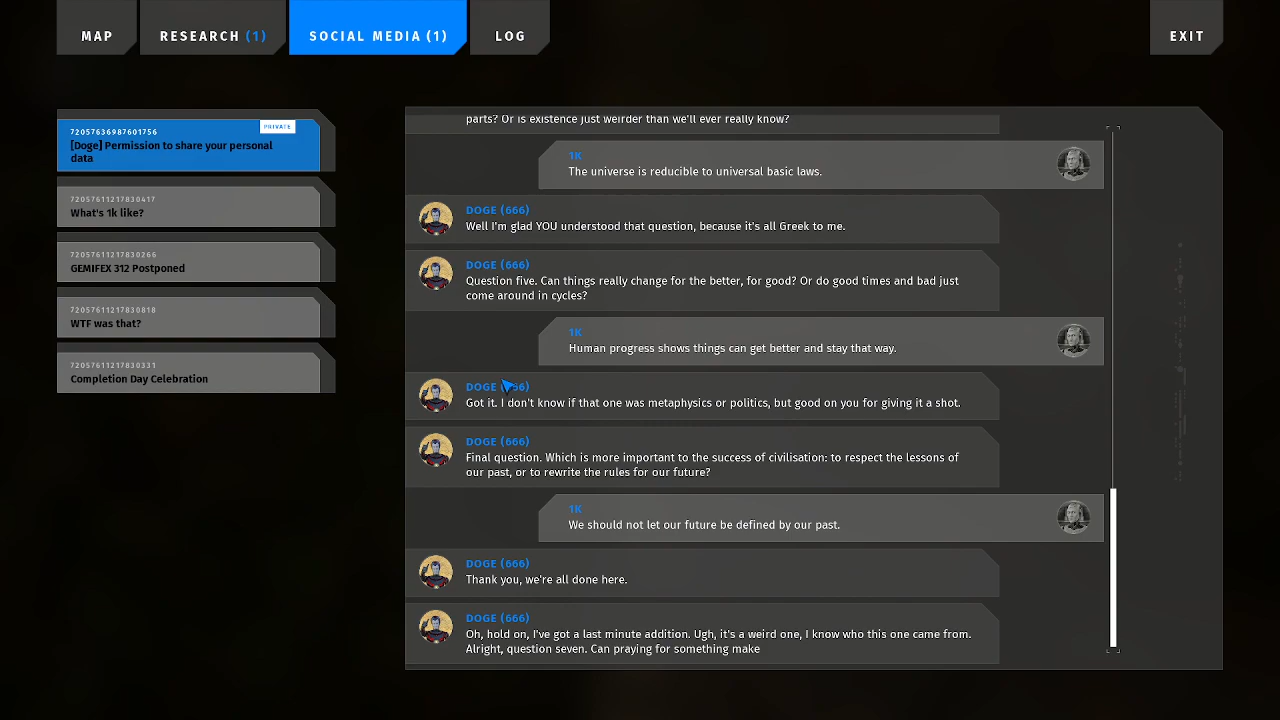 MAP
RESEARCH (1)
SOCIAL MEDIA (1)
LOG
EXIT
72057636987601756
PRIVATE
[Doge] Permission to share your personal
data
72057611217830417
What's 1k like?
72057611217830266
GEMIFEX 312 Postponed
72057611217830818
WTF was that?
72057611217830331
Completion Day Celebration
parts? Or is existence just weirder than we'll ever really know?
1K
The universe is reducible to universal basic laws.
DOGE (666)
Well I'm glad YOU understood that question, because it's all Greek to me.
DOGE (666)
Question five. Can things really change for the better, for good? Or do good times and bad just
come around in cycles?
1K
Human progress shows things can get better and stay that way.
DOGE (666)
Got it. I don't know if that one was metaphysics or politics, but good on you for giving it a shot.
DOGE (666)
Final question. Which is more important to the success of civilisation: to respect the lessons of
our past, or to rewrite the rules for our future?
1K
We should not let our future be defined by our past.
DOGE (666)
Thank you, we're all done here.
DOGE (666)
Oh, hold on, I've got a last minute addition. Ugh, it's a weird one, I know who this one came from.
Alright, question seven. Can praying for something make